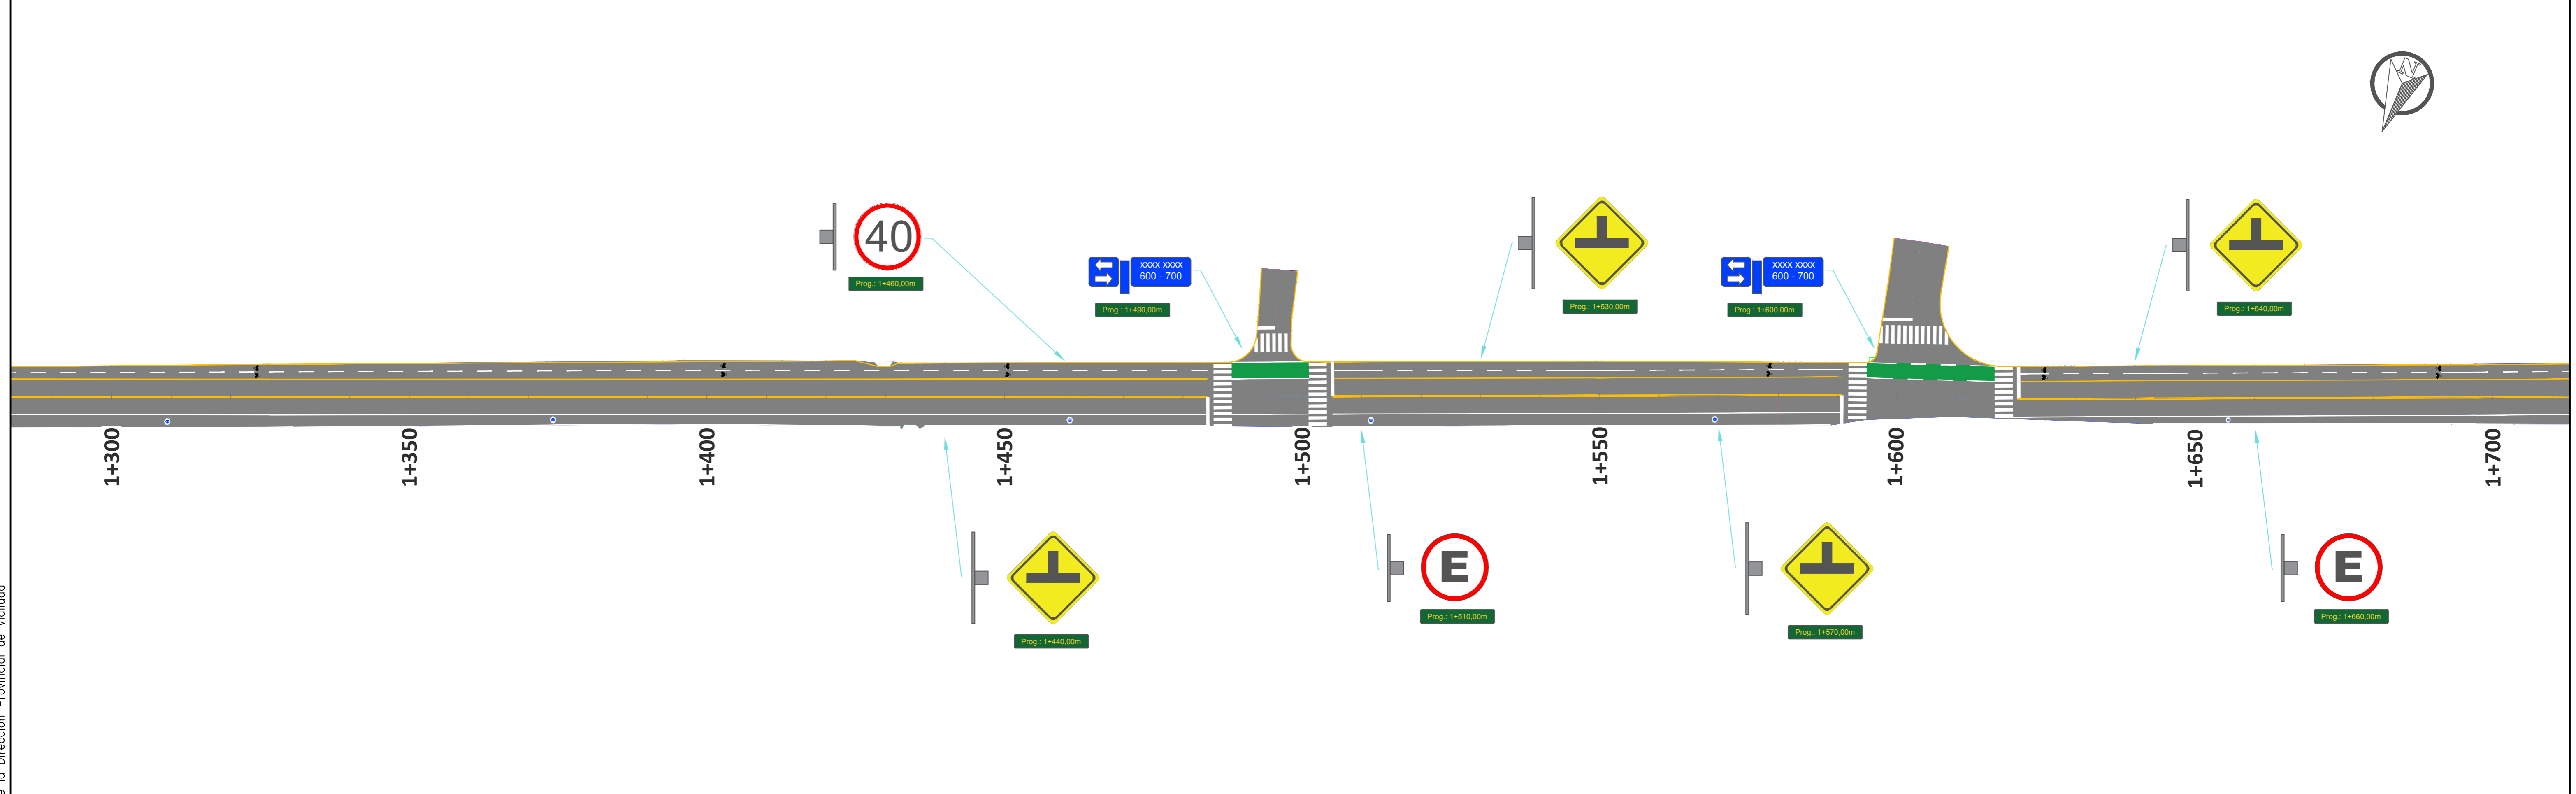 N
40
Prog.: 1+460,00m
xxxx xxxx
600 - 700
Prog.: 1+490,00m
Prog.: 1+530,00m
xxxx xxxx
600 - 700
Prog.: 1+600,00m
Prog.: 1+640,00m
1+300
1+350
1+400
1+450
1+500
1+550
1+600
1+650
1+700
Prog.: 1+440,00m
E
Prog.: 1+510,00m
Prog.: 1+570,00m
E
Prog.: 1+660,00m
la Dirección Provincial de Vialidad